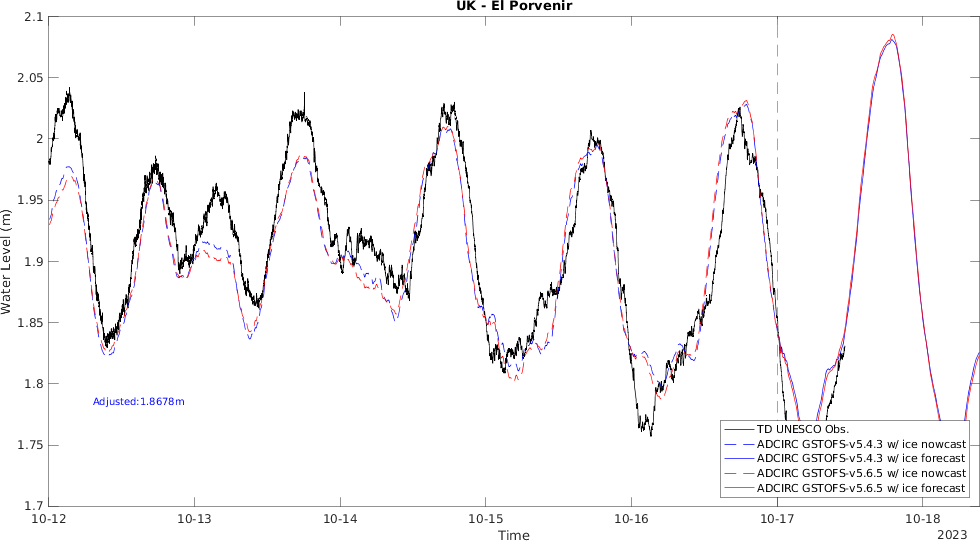 UK - El Porvenir
2.1
2.05
2
1.95
1.9
1.85
1.8
1.75
1.7
Water Level (m)
Adjusted:1.8678m
TD UNESCO Obs.
ADCIRC GSTOFS-v5.4.3 w/ ice nowcast
ADCIRC GSTOFS-v5.4.3 w/ ice forecast
ADCIRC GSTOFS-v5.6.5 w/ ice nowcast
ADCIRC GSTOFS-v5.6.5 w/ ice forecast
10-12 10-13 10-14 10-15 10-16 10-17 10-18
Time
2023